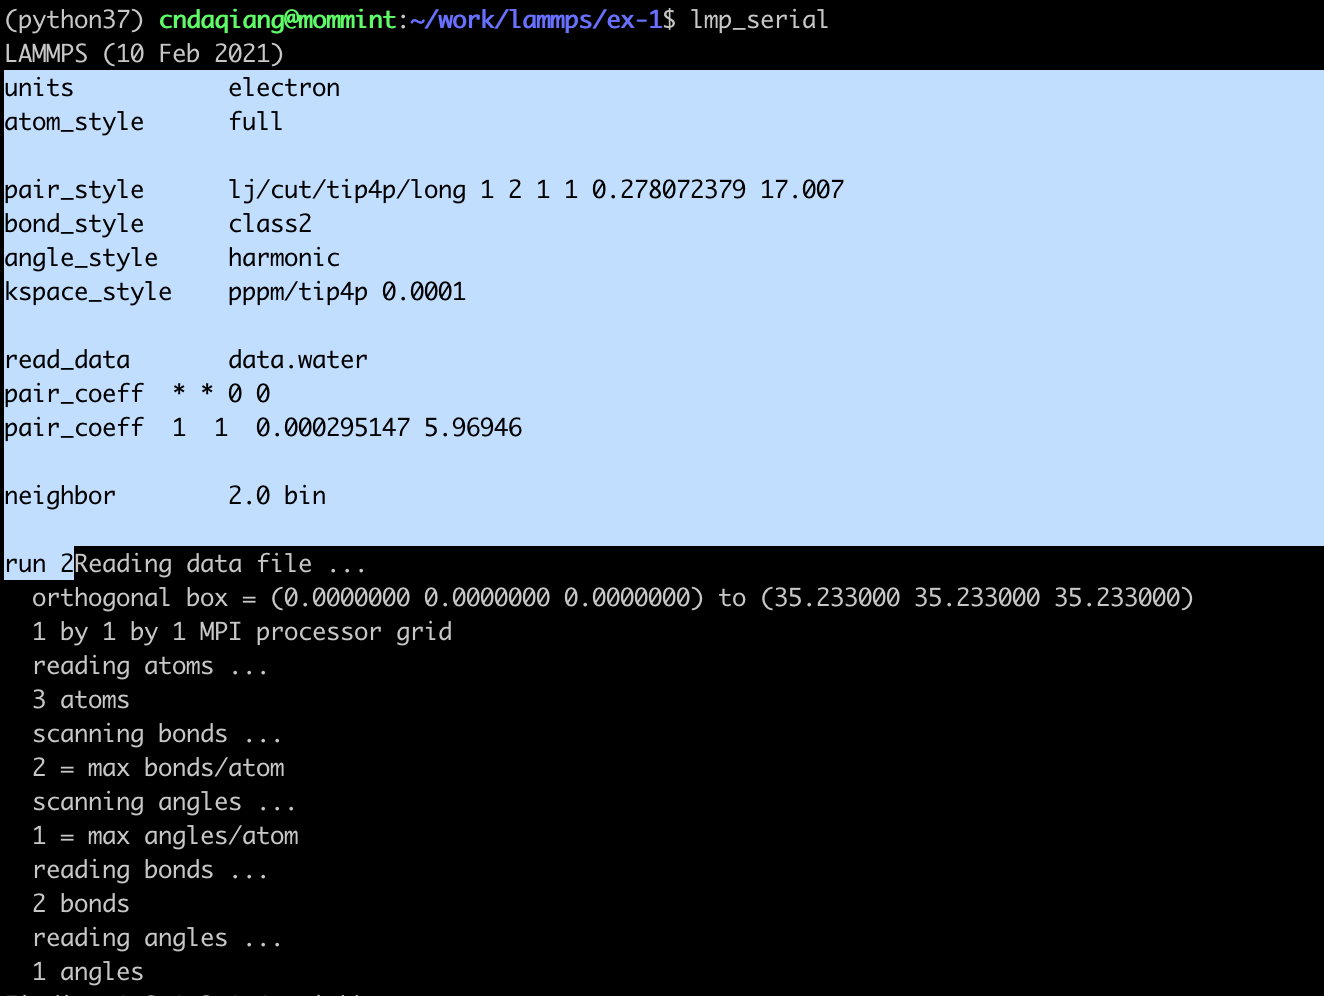 (python37) cndaqiang@mommint:~/work/lammps/ex-1$ lmp_serial
LAMMPS (10 Feb 2021)
units           electron
atom_style      full
pair_style      lj/cut/tip4p/long 1 2 1 1 0.278072379 17.007
bond_style      class2
angle_style     harmonic
kspace_style    pppm/tip4p 0.0001
read_data       data.water
pair_coeff  * * 0 0
pair_coeff  1  1  0.000295147 5.96946
neighbor        2.0 bin
run 2Reading data file ...
  orthogonal box = (0.0000000 0.0000000 0.0000000) to (35.233000 35.233000 35.233000)
  1 by 1 by 1 MPI processor grid
  reading atoms ...
  3 atoms
  scanning bonds ...
  2 = max bonds/atom
  scanning angles ...
  1 = max angles/atom
  reading bonds ...
  2 bonds
  reading angles ...
  1 angles